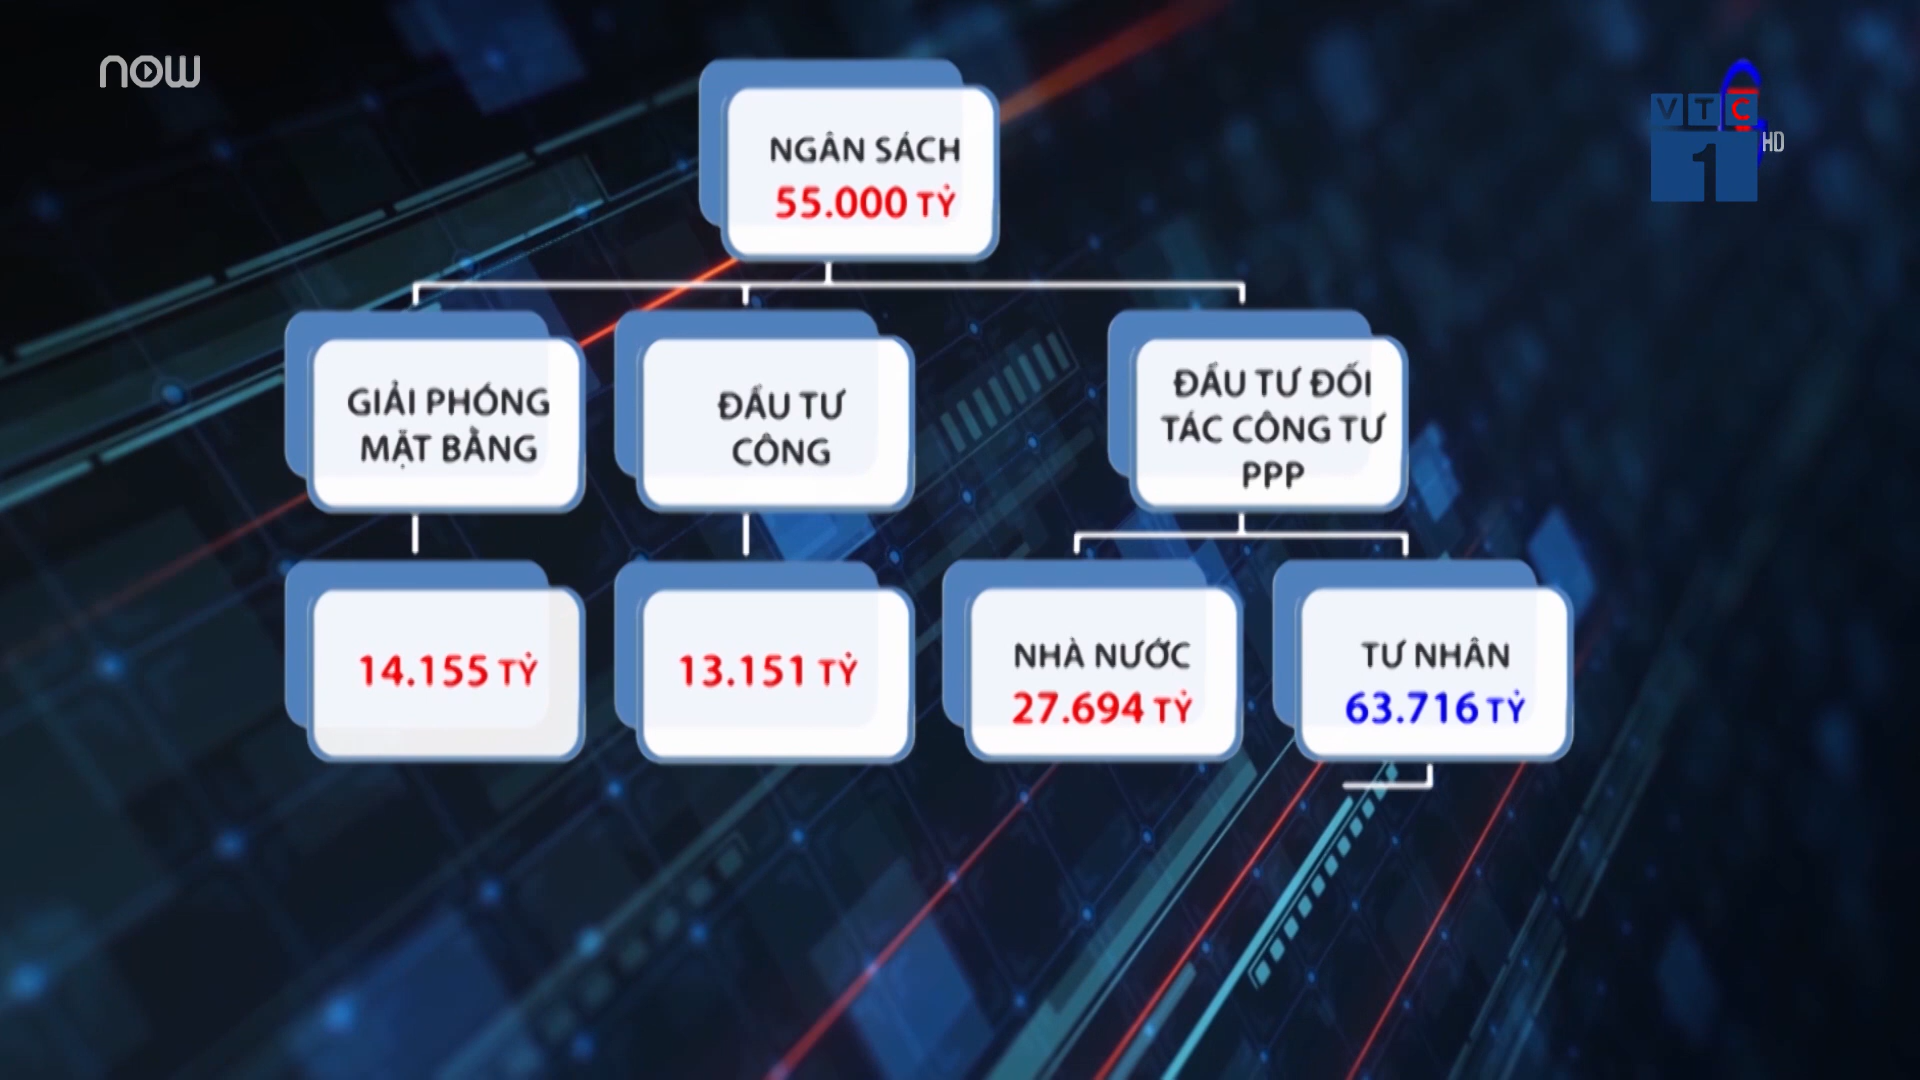 now
VTC
1
HD
NGÂN SÁCH
55.000 TỶ
GIẢI PHÓNG
MẶT BẰNG
ĐẦU TƯ
CÔNG
ĐẦU TƯ ĐỐI
TÁC CÔNG TƯ
PPP
14.155 TỶ
13.151 TỶ
NHÀ NƯỚC
27.694 TỶ
TƯ NHÂN
63.716 TỶ